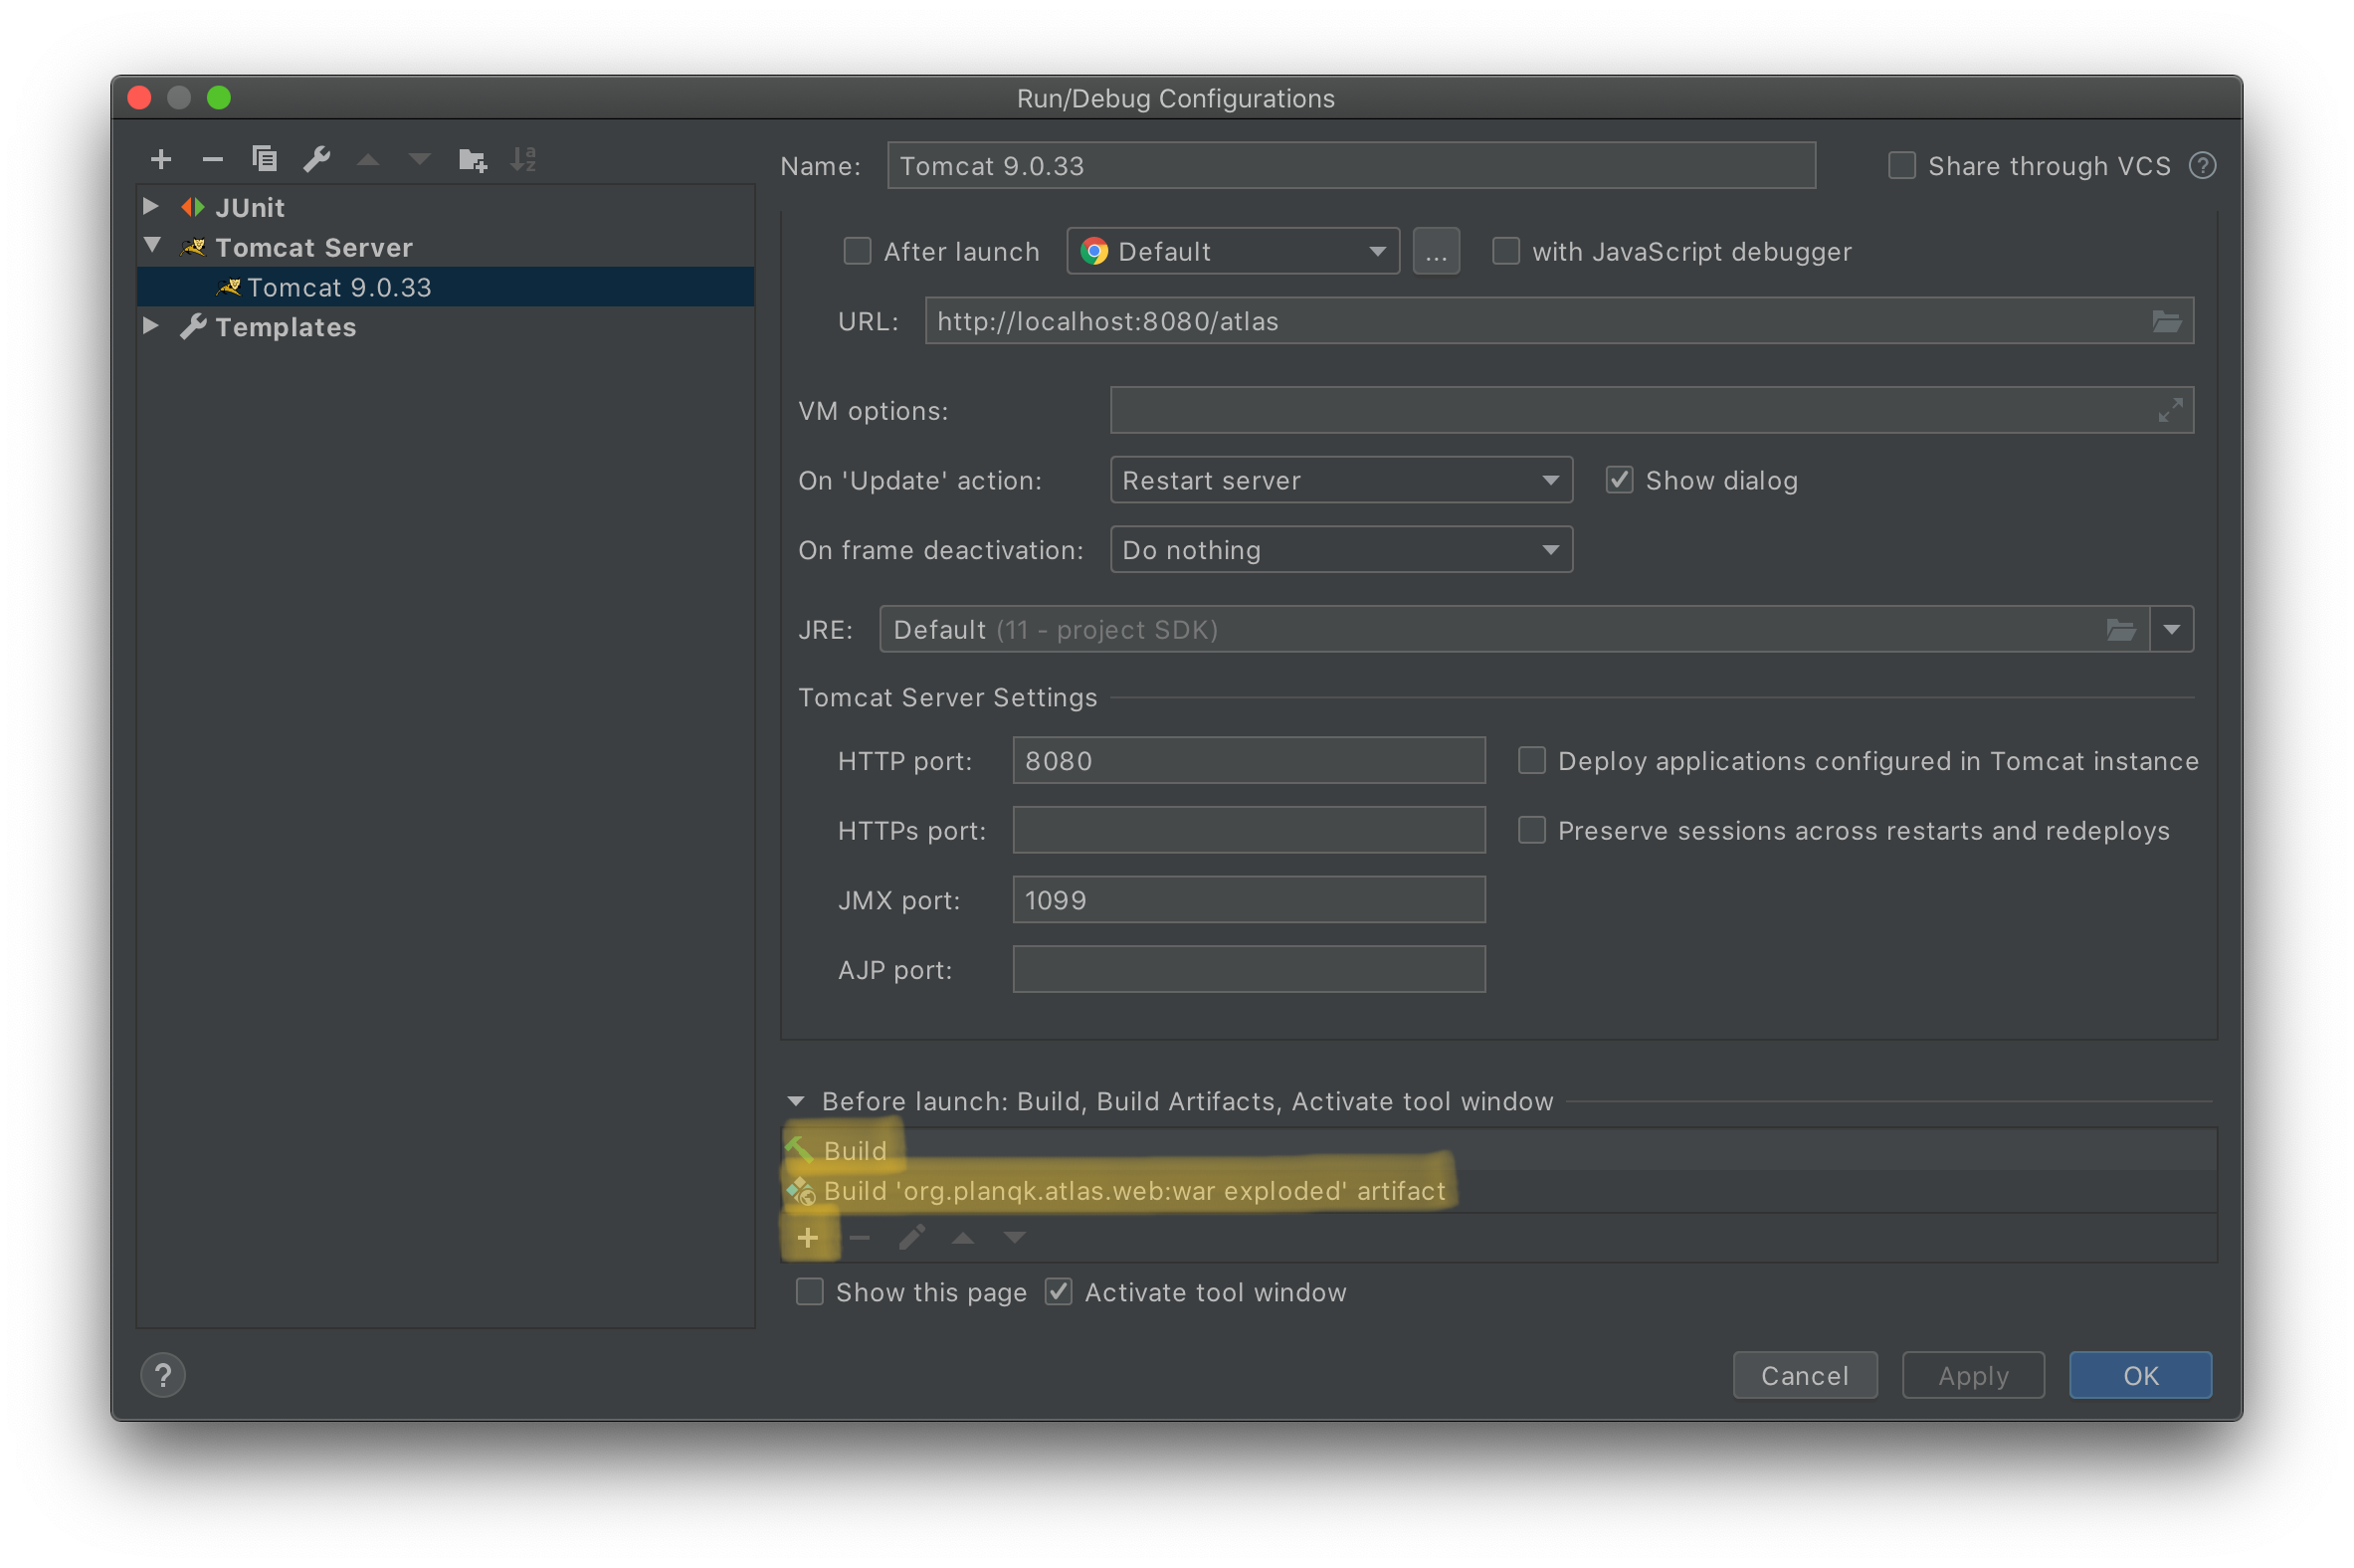 Run/Debug Configurations
JUnit
Tomcat Server
Tomcat 9.0.33
Templates
Name: Tomcat 9.0.33 Share through VCS ?
After launch Default ... with JavaScript debugger
URL: http://localhost:8080/atlas
VM options:
On 'Update' action: Restart server Show dialog
On frame deactivation: Do nothing
JRE: Default (11 - project SDK)
Tomcat Server Settings
HTTP port: 8080 Deploy applications configured in Tomcat instance
HTTPs port: Preserve sessions across restarts and redeploys
JMX port: 1099
AJP port:
Before launch: Build, Build Artifacts, Activate tool window
Build
Build 'org.planqk.atlas.web:war exploded' artifact
Show this page Activate tool window
? Cancel Apply OK